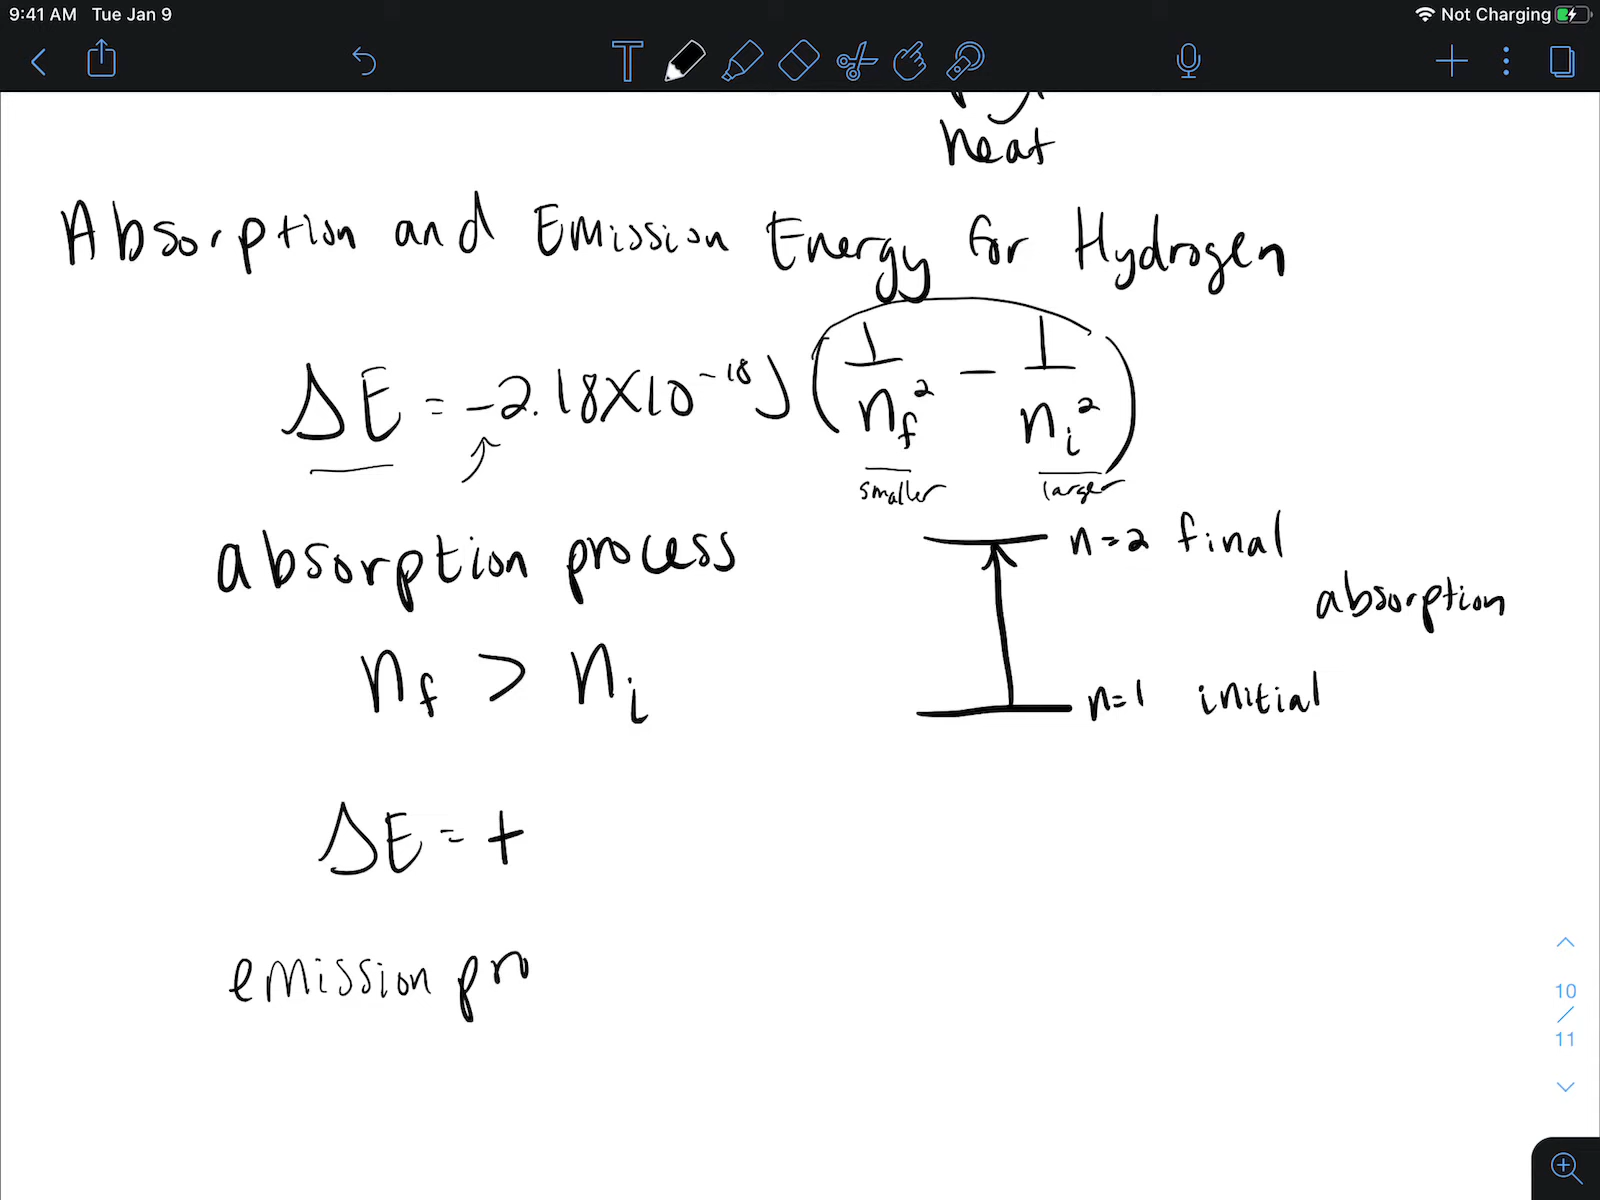 9:41 AM Tue Jan 9
Not Charging
heat
Absorption and Emission Energy for Hydrogen
ΔE = -2.18X10⁻¹⁸J (1/n_f² - 1/n_i²)
smaller larger
absorption process
n=2 final
absorption
n_f > n_i
n=1 initial
ΔE = +
emission pro
10
/
11